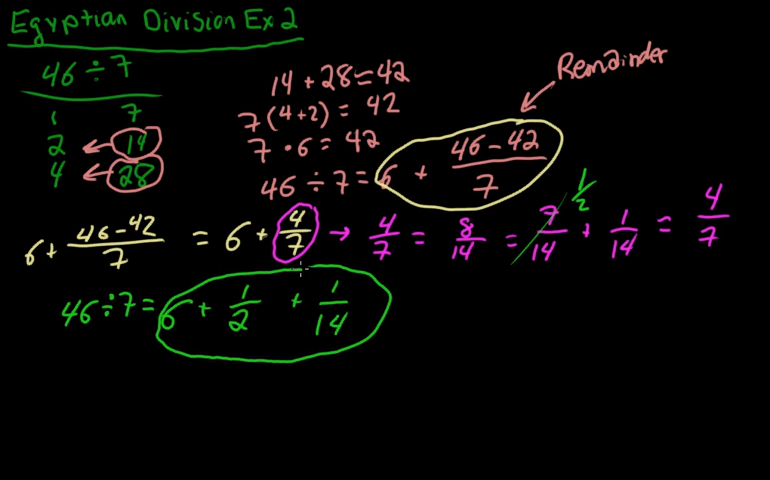 Egyptian Division Ex 2
46 ÷ 7
1 7
2 ← 14
4 ← 28
14 + 28 = 42
7 (4+2) = 42
7 · 6 = 42
46 ÷ 7 = 6 + (46 - 42)/7
Remainder
6 + (46 - 42)/7 = 6 + 4/7 → 4/7 = 8/14 = 7/14 + 1/14 = 4/7
1/2
46 ÷ 7 = 6 + 1/2 + 1/14